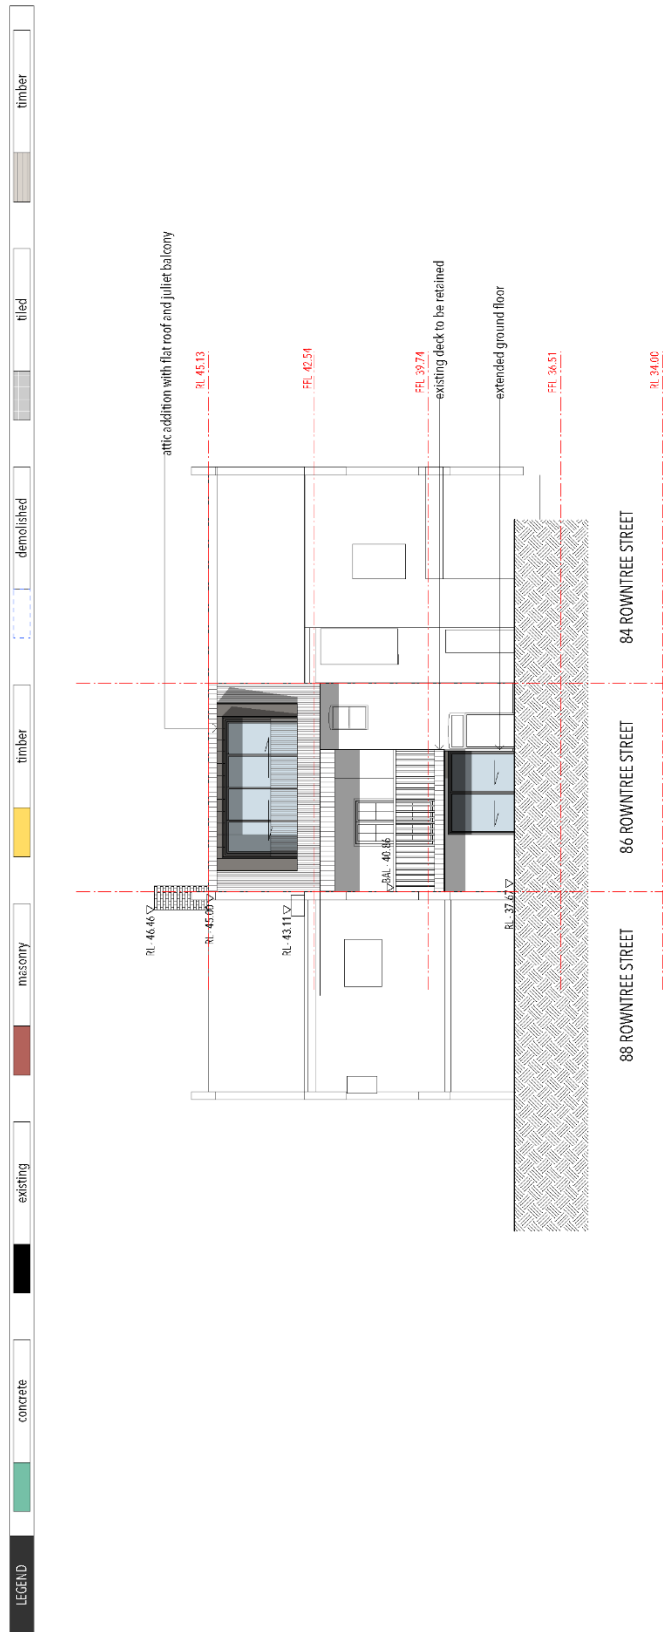 attic addition with flat roof and juliet balcony
RL 45.13
FFL 42.54
FFL 39.74
existing deck to be retained
extended ground floor
FFL 36.51
RL 34.00
RL - 46.46
RL - 45.00
RL - 43.11
BAL - 40.86
RL - 37.67
88 ROWNTREE STREET
86 ROWNTREE STREET
84 ROWNTREE STREET
LEGEND
concrete
existing
masonry
timber
demolished
tiled
timber